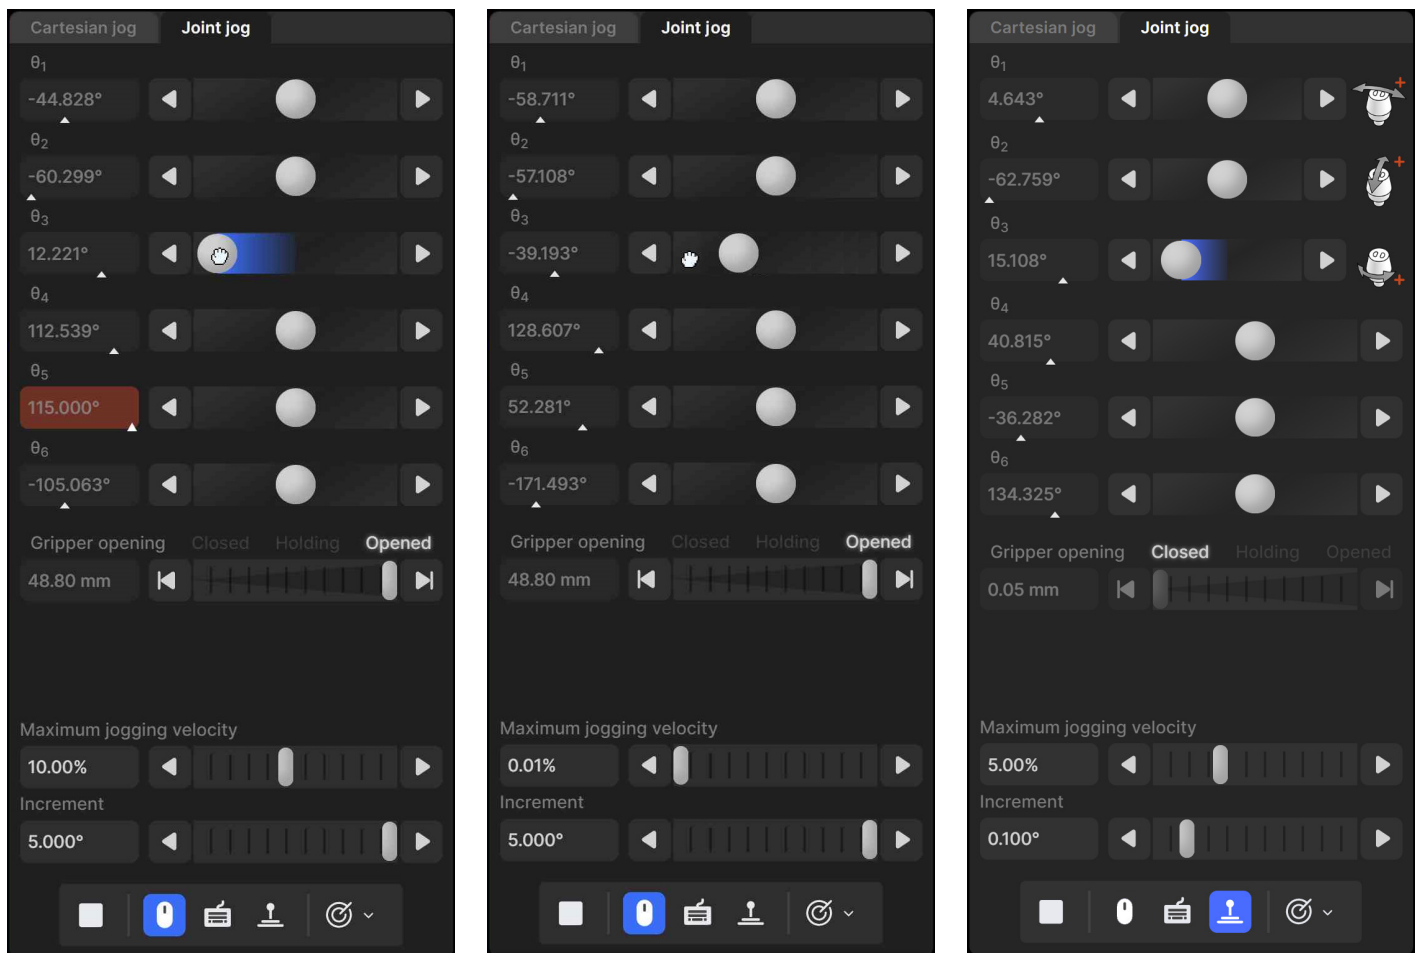 Cartesian jog Joint jog
θ1
-44.828°
θ2
-60.299°
θ3
12.221°
θ4
112.539°
θ5
115.000°
θ6
-105.063°
Gripper opening Closed Holding Opened
48.80 mm
Maximum jogging velocity
10.00%
Increment
5.000°
Cartesian jog Joint jog
θ1
-58.711°
θ2
-57.108°
θ3
-39.193°
θ4
128.607°
θ5
52.281°
θ6
-171.493°
Gripper opening Closed Holding Opened
48.80 mm
Maximum jogging velocity
0.01%
Increment
5.000°
Cartesian jog Joint jog
θ1
4.643°
+
θ2
-62.759°
+
θ3
15.108°
+
θ4
40.815°
θ5
-36.282°
θ6
134.325°
Gripper opening Closed Holding Opened
0.05 mm
Maximum jogging velocity
5.00%
Increment
0.100°